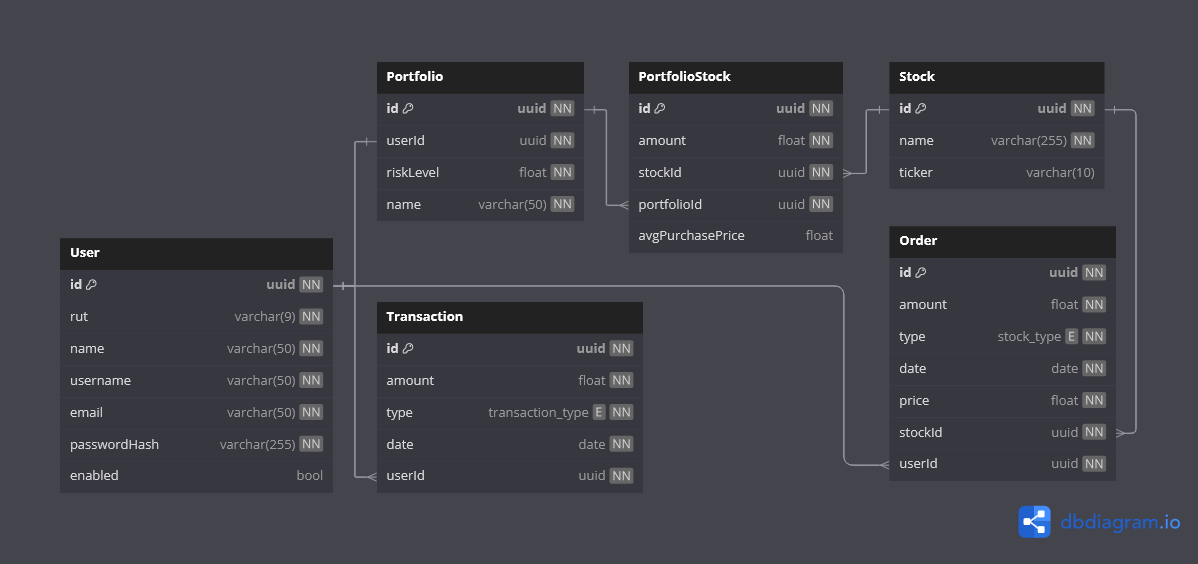 Portfolio
id uuid NN
userId uuid NN
riskLevel float NN
name varchar(50) NN
PortfolioStock
id uuid NN
amount float NN
stockId uuid NN
portfolioId uuid NN
avgPurchasePrice float
Stock
id uuid NN
name varchar(255) NN
ticker varchar(10)
User
id uuid NN
rut varchar(9) NN
name varchar(50) NN
username varchar(50) NN
email varchar(50) NN
passwordHash varchar(255) NN
enabled bool
Transaction
id uuid NN
amount float NN
type transaction_type E NN
date date NN
userId uuid NN
Order
id uuid NN
amount float NN
type stock_type E NN
date date NN
price float NN
stockId uuid NN
userId uuid NN
dbdiagram.io